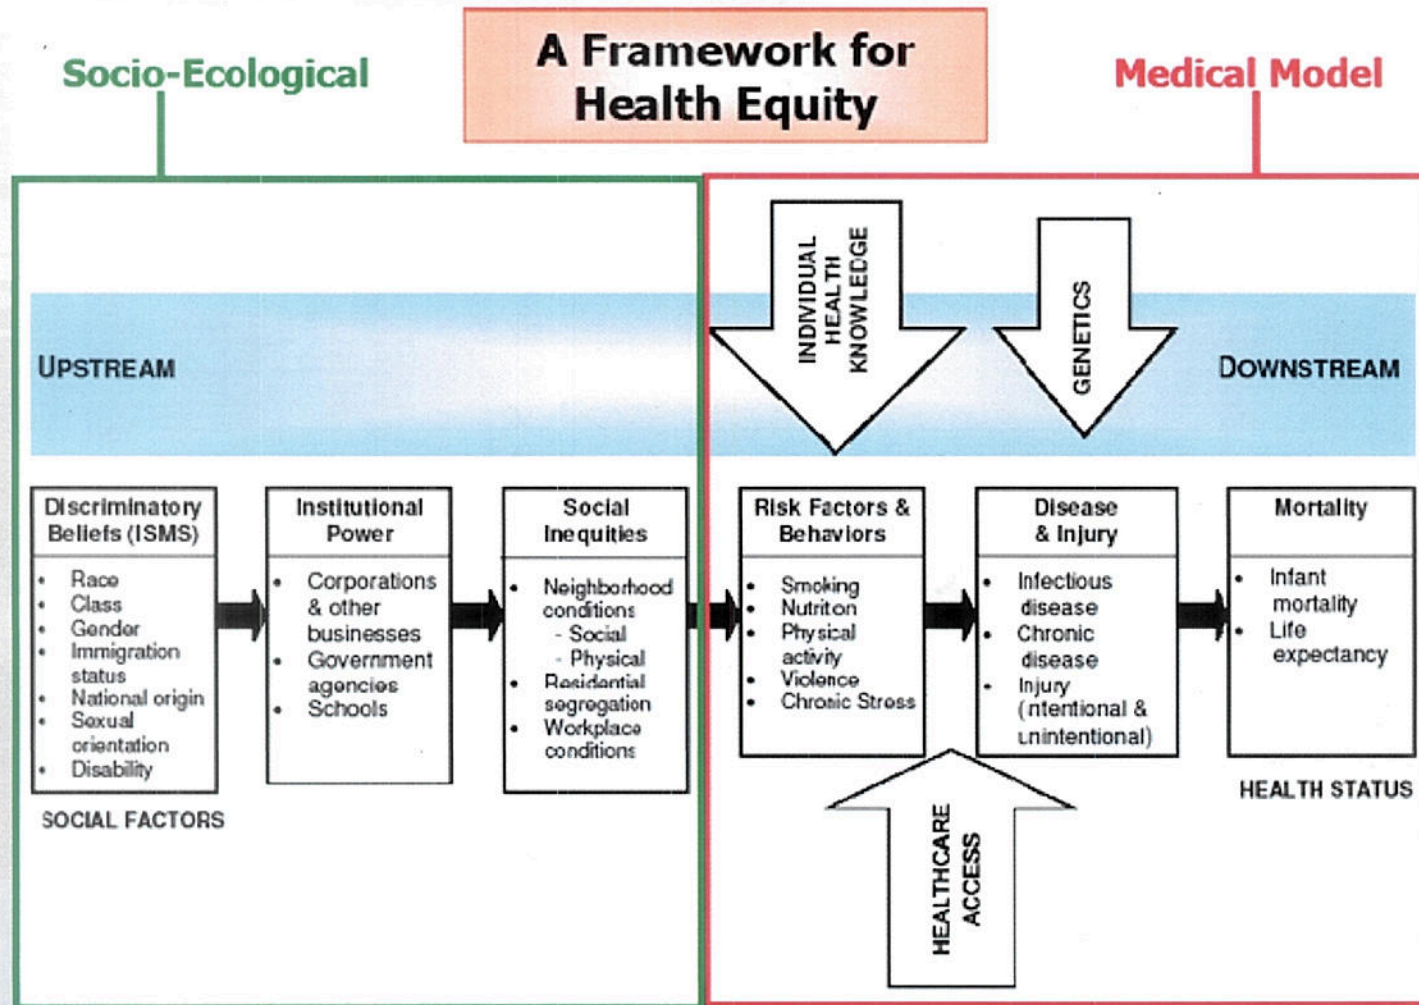 A Framework for
Health Equity
Socio-Ecological
Medical Model
INDIVIDUAL
HEALTH
KNOWLEDGE
GENETICS
UPSTREAM
DOWNSTREAM
Discriminatory
Beliefs (ISMS)
• Race
• Class
• Gender
• Immigration
status
• National origin
• Sexual
orientation
• Disability
SOCIAL FACTORS
Institutional
Power
• Corporations
& other
businesses
• Government
agencies
• Schools
Social
Inequities
• Neighborhood
conditions
- Social
- Physical
• Residential
segregation
• Workplace
conditions
Risk Factors &
Behaviors
• Smoking
• Nutriton
• Physical
activity
• Violence
• Chronic Stress
Disease
& Injury
• Infectious
disease
• Chronic
disease
• Injury
(intentional &
unintentional)
Mortality
• Infant
mortality
• Life
expectancy
HEALTH STATUS
HEALTHCARE
ACCESS